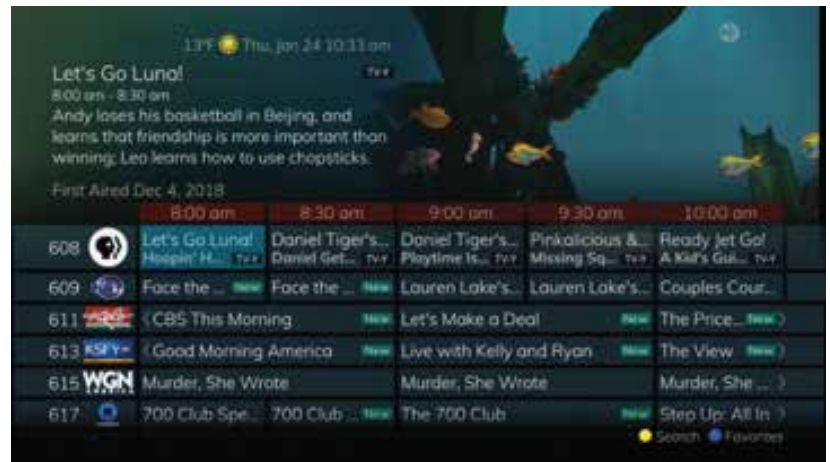 13°F Thu, Jan 24 10:33 am
Let's Go Luna! TV-Y
8:00 am - 8:30 am
Andy loses his basketball in Beijing, and
learns that friendship is more important than
winning; Leo learns how to use chopsticks.
First Aired Dec 4, 2018
8:00 am 8:30 am 9:00 am 9:30 am 10:00 am
608 Let's Go Luna! Daniel Tiger's... Daniel Tiger's... Pinkalicious &... Ready Jet Go!
Hoopin' H... TV-Y Daniel Get... TV-Y Playtime Is... TV-Y Missing Sq... TV-Y A Kid's Gui... TV-Y
609 Face the ... New Face the ... New Lauren Lake's... Lauren Lake's... Couples Cour...
611 CBS This Morning New Let's Make a Deal New The Price... New
613 KSFY Good Morning America New Live with Kelly and Ryan New The View New
615 WGN Murder, She Wrote Murder, She Wrote Murder, She ...
617 700 Club Spe... 700 Club ... New The 700 Club New Step Up: All In
Search Favorites